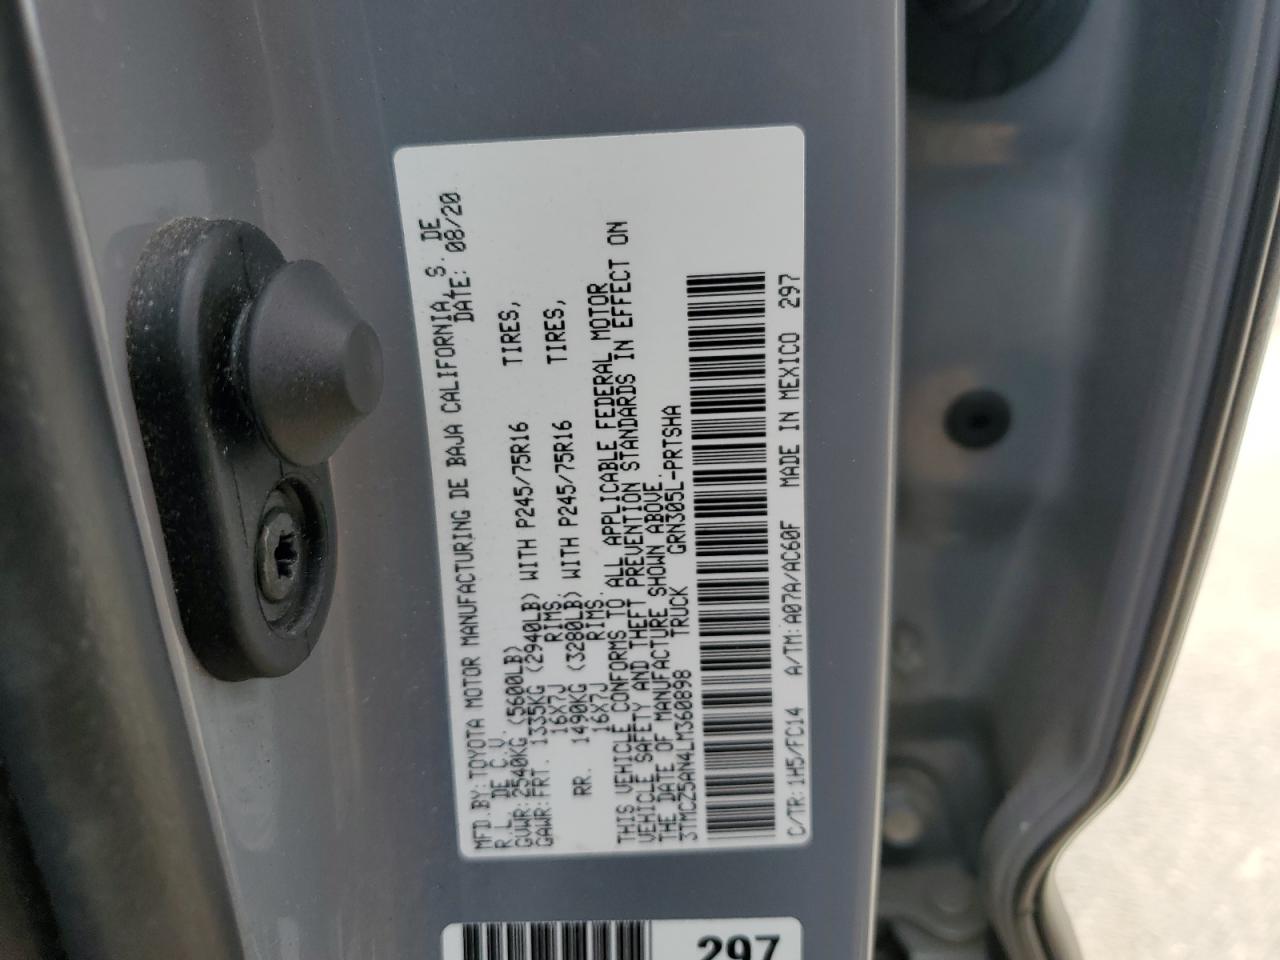 MFD.BY:TOYOTA MOTOR MANUFACTURING DE BAJA CALIFORNIA, S. DE
R.L. DE C.V. DATE: 08/20
GVWR:2540KG (5600LB)
GAWR:FRT. 1335KG (2940LB) WITH P245/75R16 TIRES,
16X7J RIMS.
RR. 1490KG (3280LB) WITH P245/75R16 TIRES,
16X7J RIMS.
THIS VEHICLE CONFORMS TO ALL APPLICABLE FEDERAL MOTOR
VEHICLE SAFETY AND THEFT PREVENTION STANDARDS IN EFFECT ON
THE DATE OF MANUFACTURE SHOWN ABOVE.
3TMCZ5AN4LM360898 TRUCK GRN305L-PRTSHA
C/TR:1H5/FC14 A/TM:A07A/AC60F MADE IN MEXICO 297
297